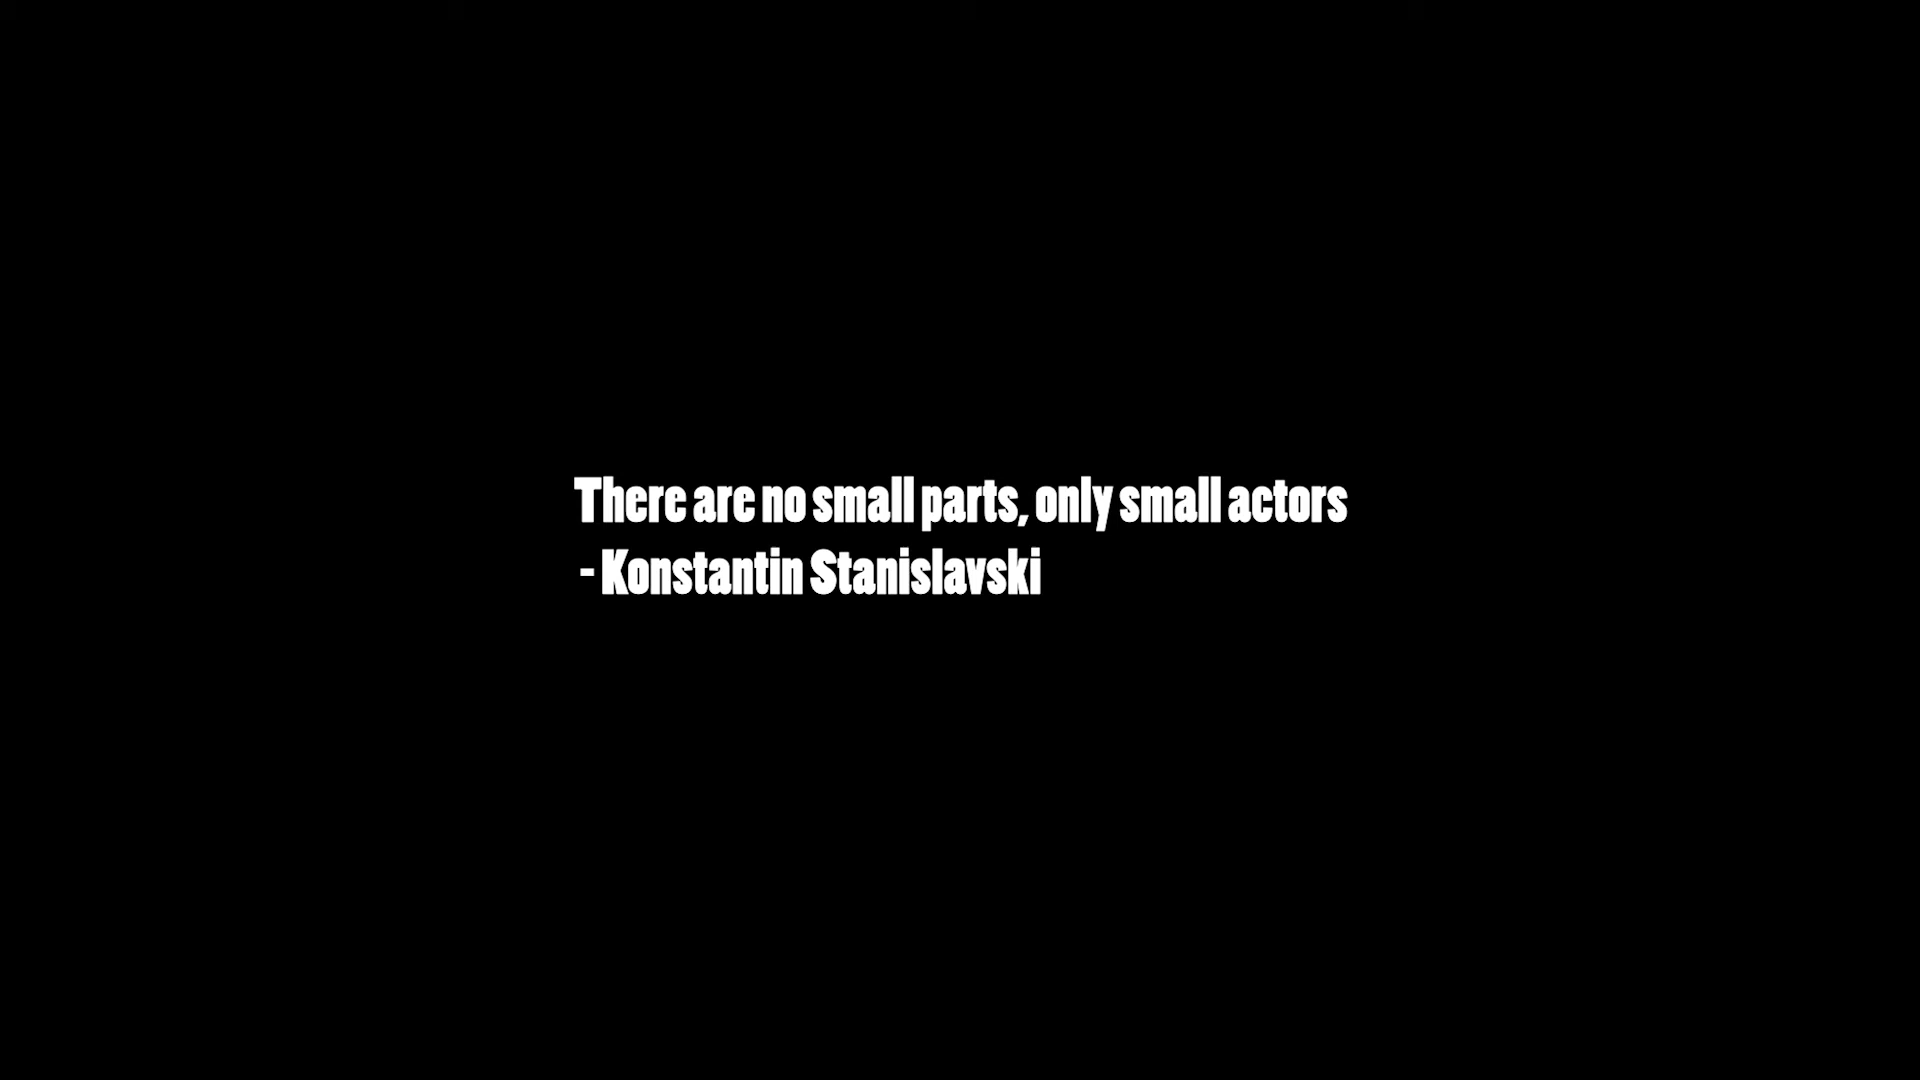 There are no small parts, only small actors
- Konstantin Stanislavski